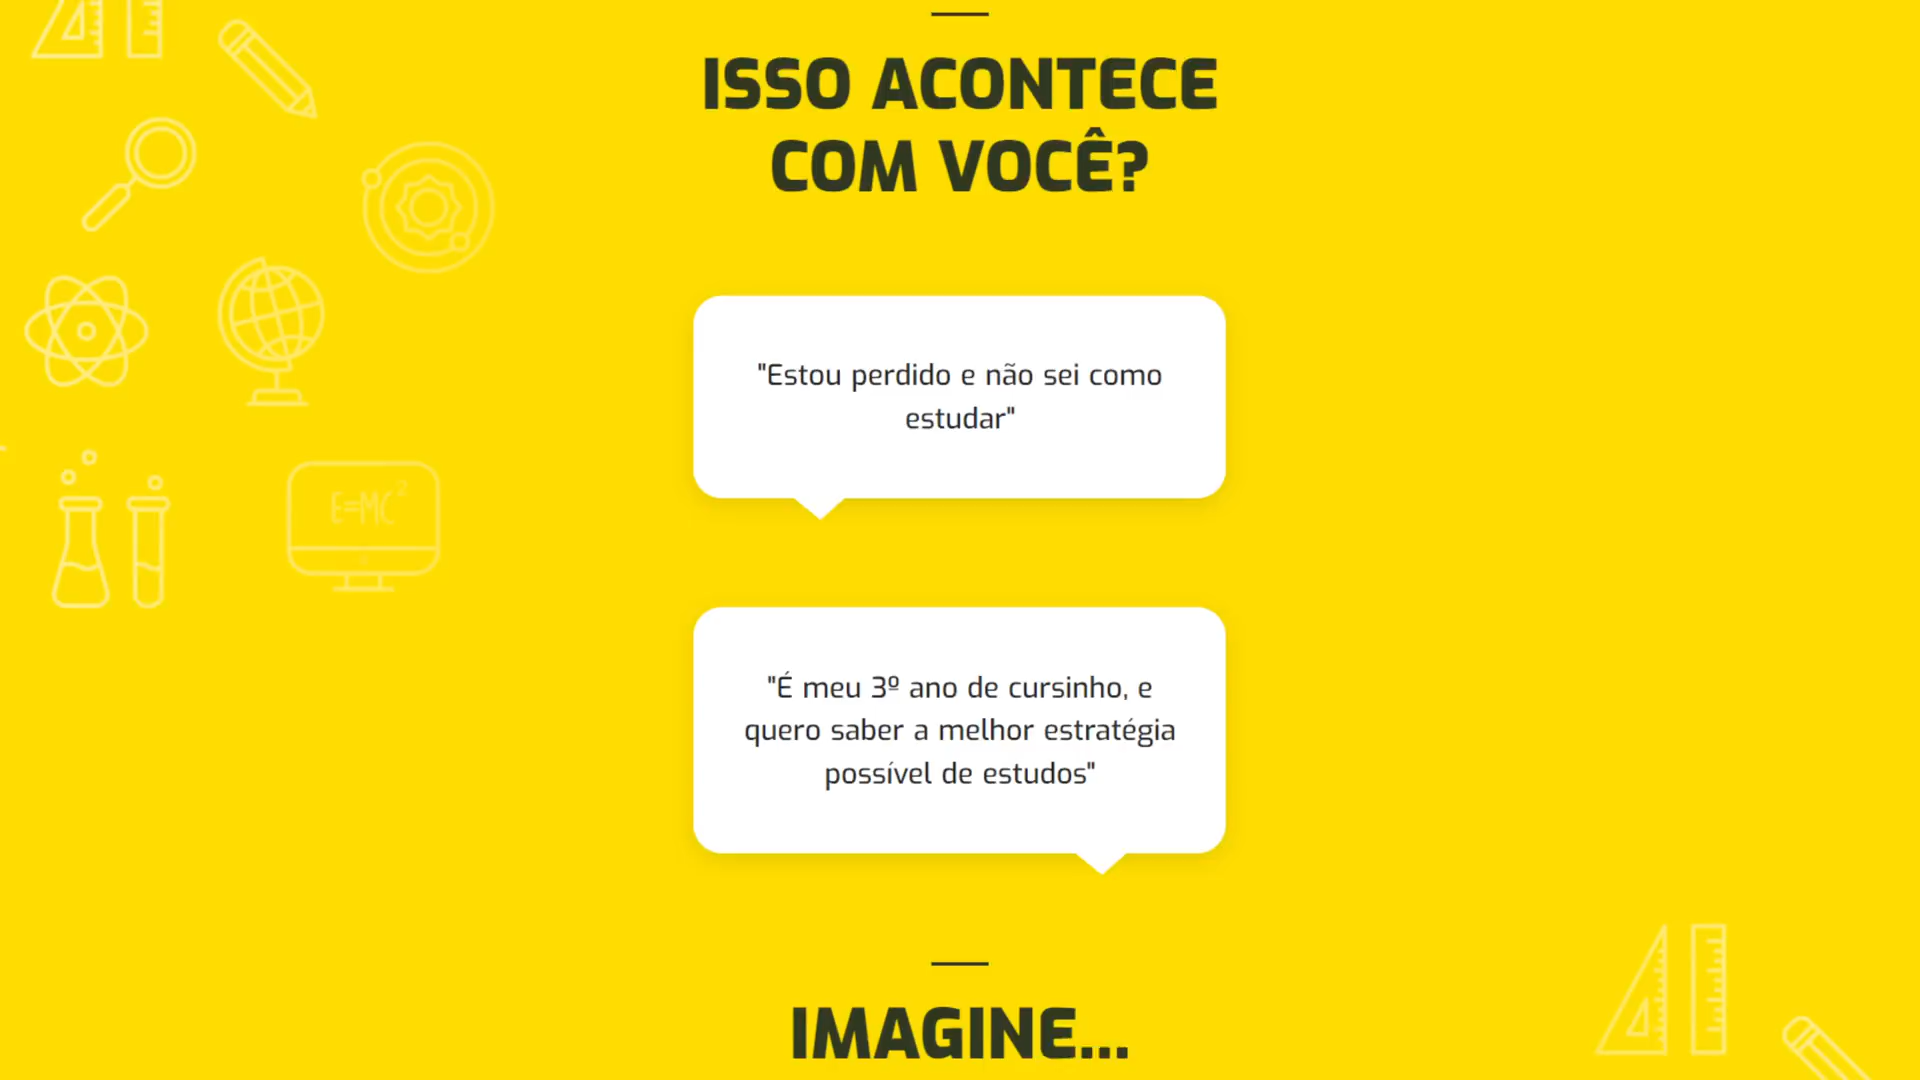 ISSO ACONTECE
COM VOCÊ?
"Estou perdido e não sei como
estudar"
E=MC²
"É meu 3º ano de cursinho, e
quero saber a melhor estratégia
possível de estudos"
IMAGINE...